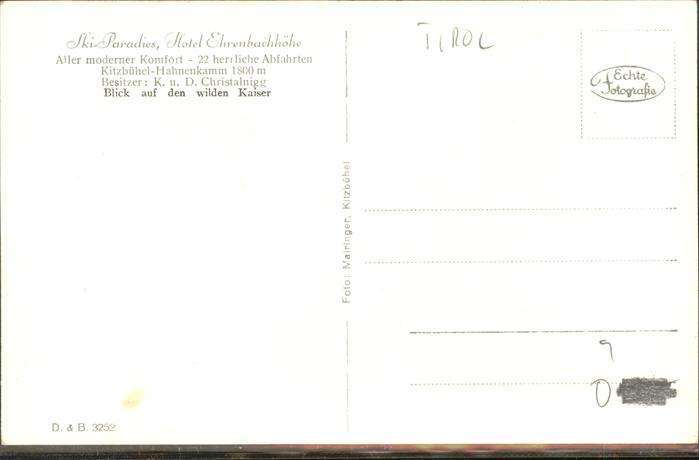 Ski-Paradies, Hotel Ehrenbachhöhe
Aller moderner Komfort - 22 herrliche Abfahrten
Kitzbühel-Hahnenkamm 1800 m
Besitzer: K. u. D. Christalnigg
Blick auf den wilden Kaiser
D. & B. 3252
Foto: Mairinger, Kitzbühel
TIROL
Echte
Fotografie
9
D